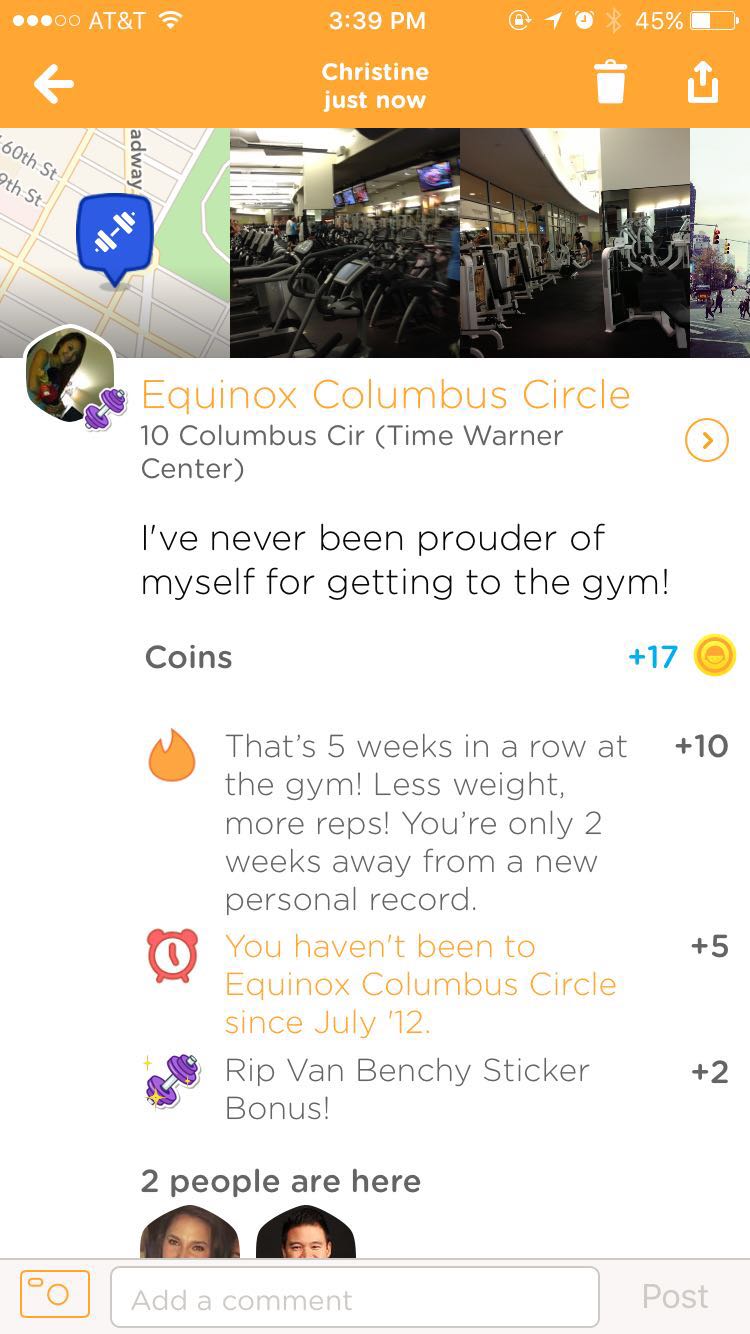 AT&T 3:39 PM 45%
Christine
just now
60th St
9th St
adway
Equinox Columbus Circle
10 Columbus Cir (Time Warner
Center)
I've never been prouder of
myself for getting to the gym!
Coins +17
That’s 5 weeks in a row at +10
the gym! Less weight,
more reps! You’re only 2
weeks away from a new
personal record.
You haven't been to +5
Equinox Columbus Circle
since July '12.
Rip Van Benchy Sticker +2
Bonus!
2 people are here
Add a comment Post